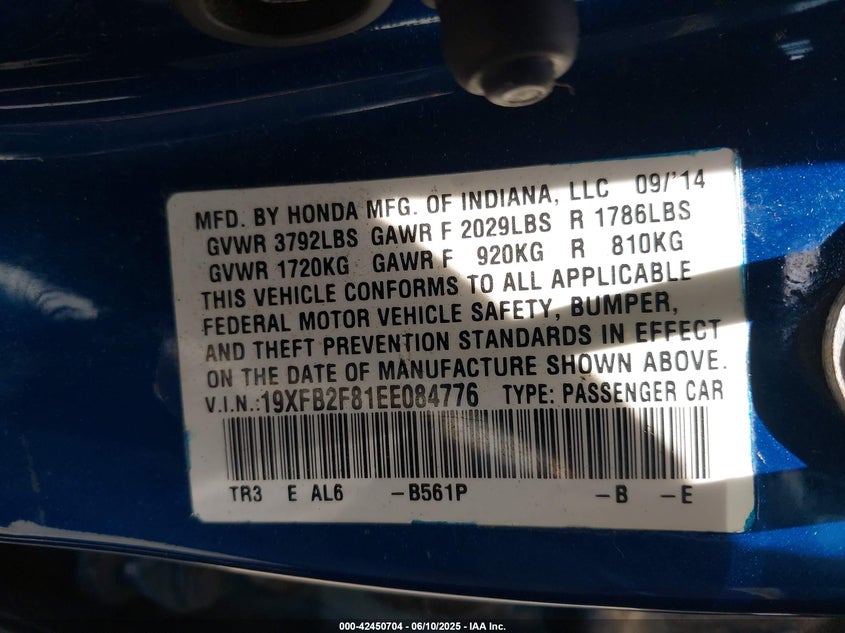 MFD. BY HONDA MFG. OF INDIANA, LLC 09/'14
GVWR 3792LBS GAWR F 2029LBS R 1786LBS
GVWR 1720KG GAWR F 920KG R 810KG
THIS VEHICLE CONFORMS TO ALL APPLICABLE
FEDERAL MOTOR VEHICLE SAFETY, BUMPER,
AND THEFT PREVENTION STANDARDS IN EFFECT
ON THE DATE OF MANUFACTURE SHOWN ABOVE.
V.I.N.:19XFB2F81EE084776 TYPE: PASSENGER CAR
TR3 E AL6 -B561P -B -E
000-42450704 - 06/10/2025 - IAA Inc.